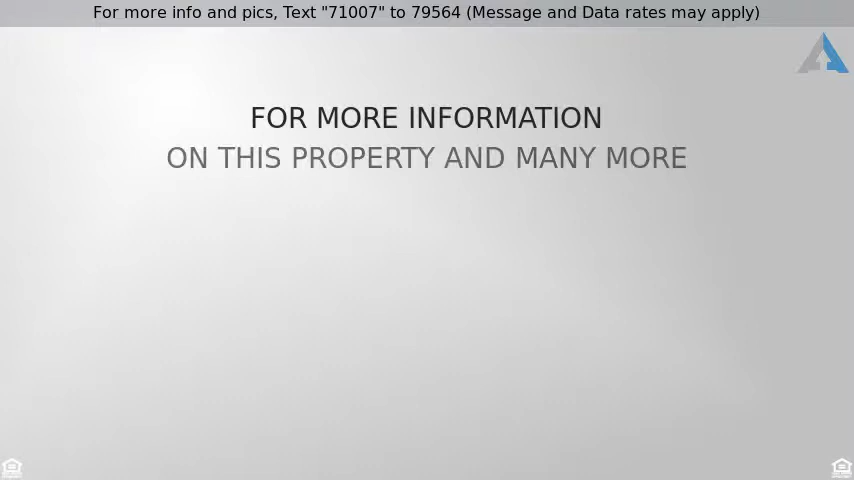 For more info and pics, Text "71007" to 79564 (Message and Data rates may apply)
FOR MORE INFORMATION
ON THIS PROPERTY AND MANY MORE